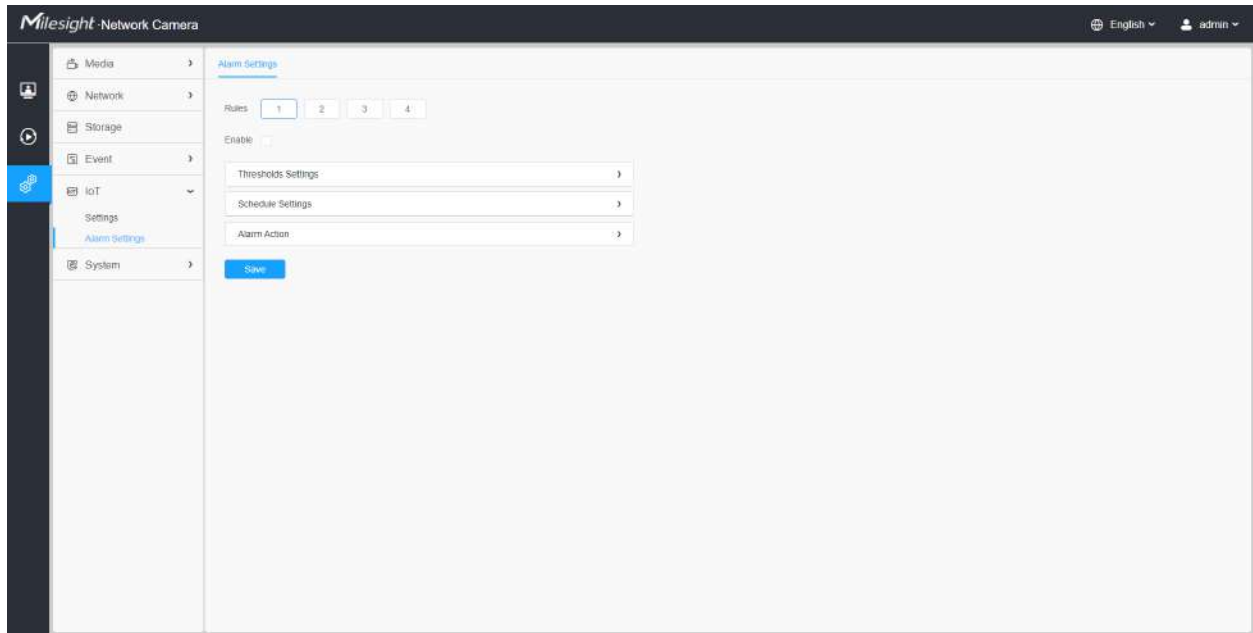 Milesight Network Camera
English
admin
Media
Network
Storage
Event
IoT
Settings
Alarm Settings
System
Alarm Settings
Rules 1 2 3 4
Enable
Thresholds Settings
Schedule Settings
Alarm Action
Save